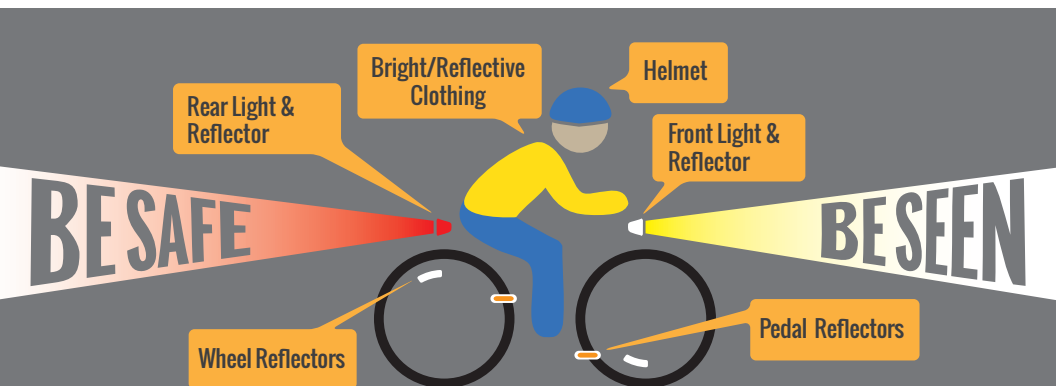 Bright/Reflective
Clothing
Helmet
Rear Light &
Reflector
Front Light &
Reflector
BE SAFE
BE SEEN
Wheel Reflectors
Pedal Reflectors